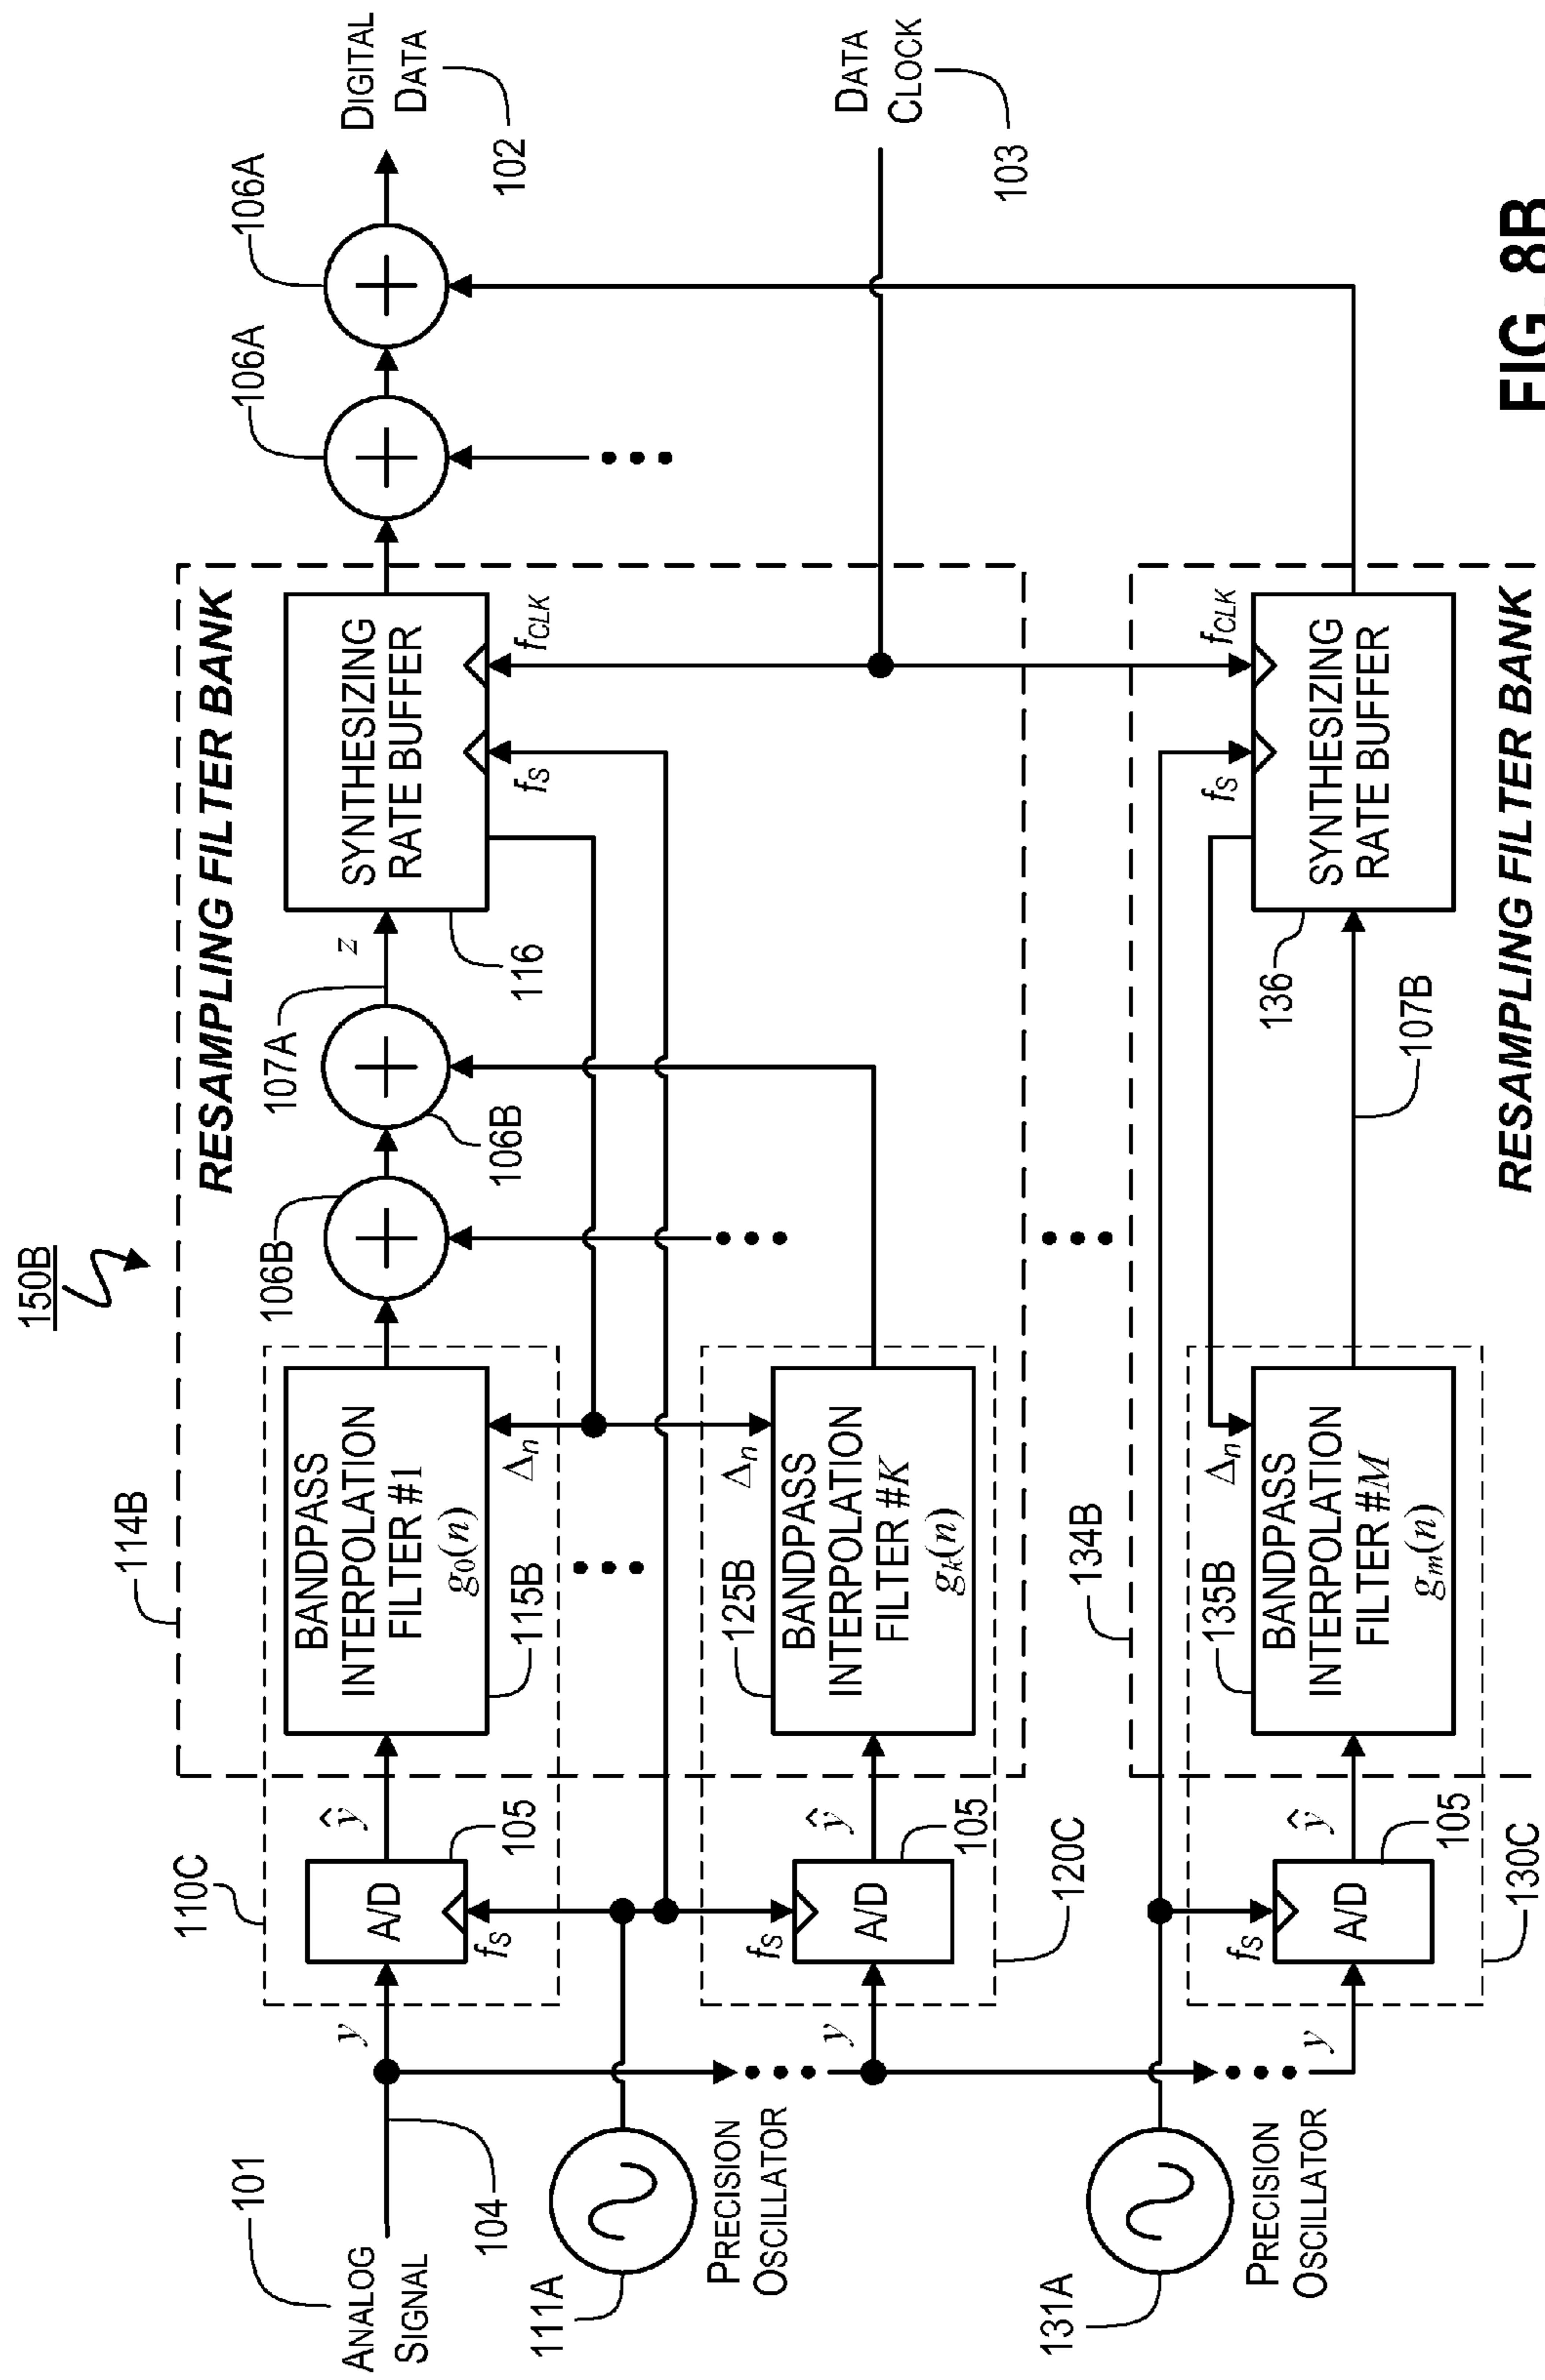 150B
114B
RESAMPLING FILTER BANK
106A
106A
DIGITAL
DATA
102
101
ANALOG
SIGNAL
104
y
110C
A/D
fS
105
ŷ
BANDPASS
INTERPOLATION
FILTER #1
g0(n)
115B
Δn
106B
106B
107A
z
SYNTHESIZING
RATE BUFFER
116
fS
fCLK
111A
PRECISION
OSCILLATOR
y
fS
A/D
105
120C
ŷ
125B
BANDPASS
INTERPOLATION
FILTER #K
gk(n)
Δn
DATA
CLOCK
103
134B
131A
PRECISION
OSCILLATOR
y
fS
A/D
105
130C
ŷ
135B
BANDPASS
INTERPOLATION
FILTER #M
gm(n)
Δn
107B
136
SYNTHESIZING
RATE BUFFER
fS
fCLK
RESAMPLING FILTER BANK
FIG. 8B